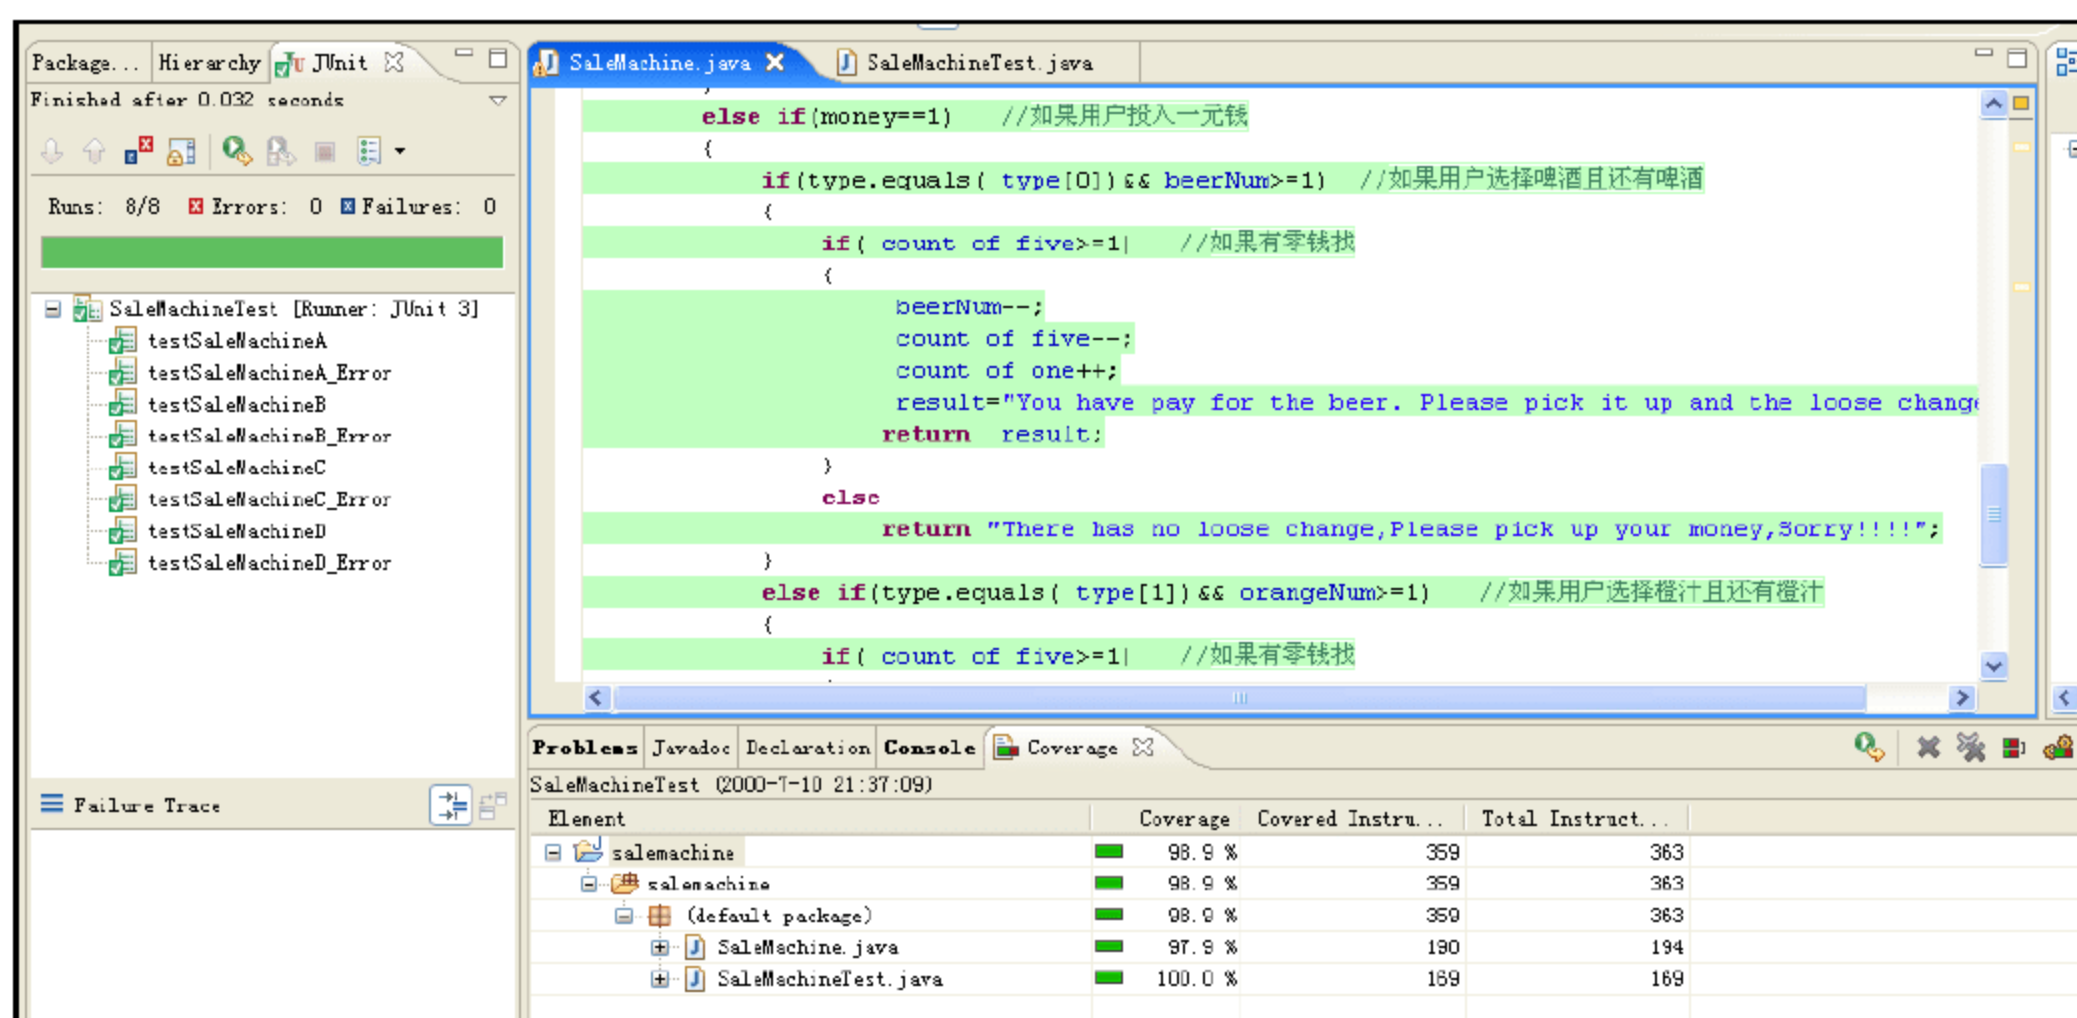 Package... Hierarchy JUnit
Finished after 0.032 seconds
Runs: 8/8 Errors: 0 Failures: 0
SaleMachineTest [Runner: JUnit 3]
testSaleMachineA
testSaleMachineA_Error
testSaleMachineB
testSaleMachineB_Error
testSaleMachineC
testSaleMachineC_Error
testSaleMachineD
testSaleMachineD_Error
Failure Trace
SaleMachine.java SaleMachineTest.java
else if(money==1) //如果用户投入一元钱
{
if(type.equals( type[0])&& beerNum>=1) //如果用户选择啤酒且还有啤酒
{
if( count of five>=1| //如果有零钱找
{
beerNum--;
count of five--;
count of one++;
result="You have pay for the beer. Please pick it up and the loose change
return result;
}
else
return "There has no loose change,Please pick up your money,Sorry!!!!";
}
else if(type.equals( type[1])&& orangeNum>=1) //如果用户选择橙汁且还有橙汁
{
if( count of five>=1| //如果有零钱找
Problems Javadoc Declaration Console Coverage
SaleMachineTest (2000-7-10 21:37:09)
Element Coverage Covered Instru... Total Instruct...
salemachine 98.9 % 359 363
salemachine 98.9 % 359 363
(default package) 98.9 % 359 363
SaleMachine.java 97.9 % 190 194
SaleMachineTest.java 100.0 % 169 169